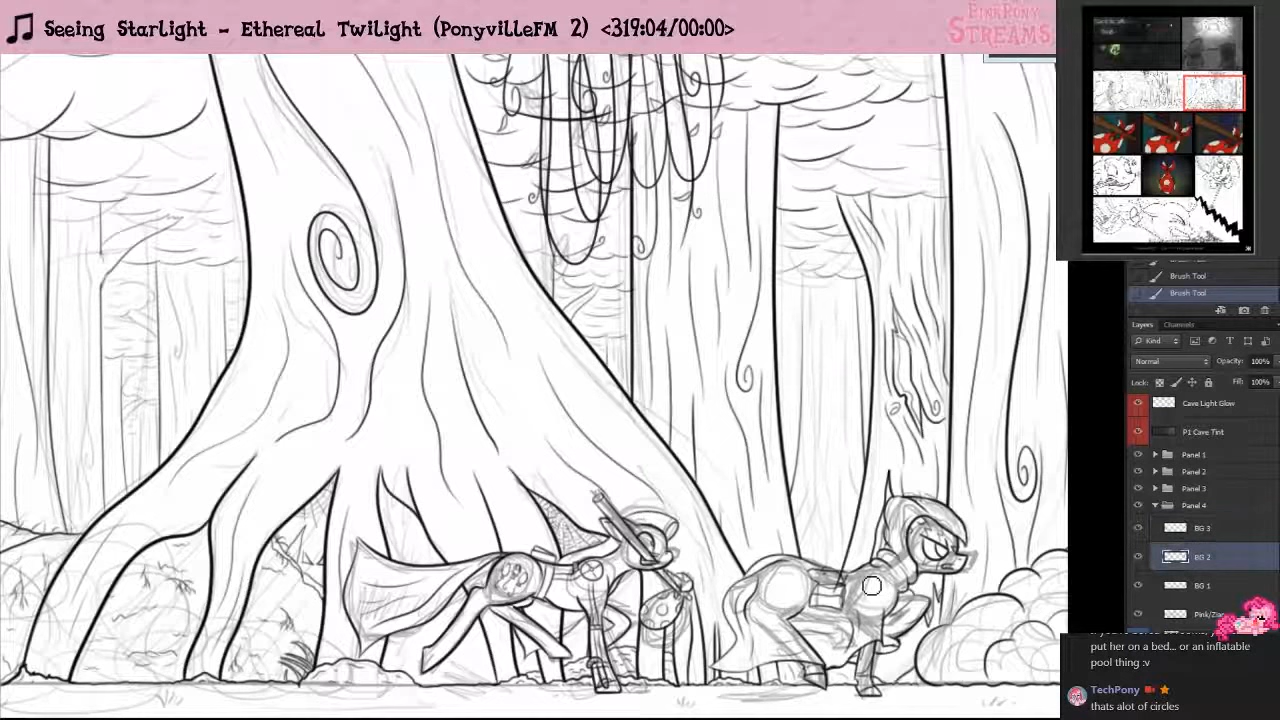 Seeing Starlight - Ethereal Twilight (PonyvilleFM 2) <319:04/00:00>
PINKPONY
STREAMS
Brush Tool
Brush Tool
Layers Channels
Kind
Normal Opacity: 100%
Lock: Fill: 100%
Cave Light Glow
P1 Cave Tint
Panel 1
Panel 2
Panel 3
Panel 4
BG 3
BG 2
BG 1
put her on a bed... or an inflatable
pool thing :v
TechPony
thats alot of circles